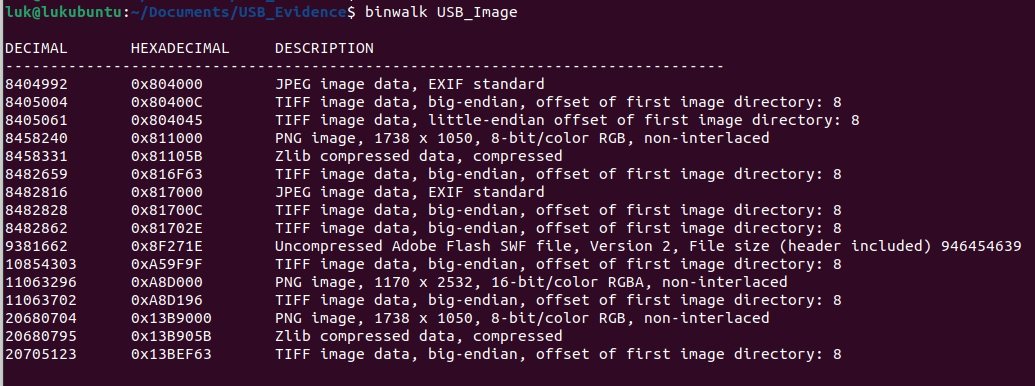 luk@lukubuntu:~/Documents/USB_Evidence$ binwalk USB_Image
DECIMAL HEXADECIMAL DESCRIPTION
--------------------------------------------------------------------------------
8404992 0x804000 JPEG image data, EXIF standard
8405004 0x80400C TIFF image data, big-endian, offset of first image directory: 8
8405061 0x804045 TIFF image data, little-endian offset of first image directory: 8
8458240 0x811000 PNG image, 1738 x 1050, 8-bit/color RGB, non-interlaced
8458331 0x81105B Zlib compressed data, compressed
8482659 0x816F63 TIFF image data, big-endian, offset of first image directory: 8
8482816 0x817000 JPEG image data, EXIF standard
8482828 0x81700C TIFF image data, big-endian, offset of first image directory: 8
8482862 0x81702E TIFF image data, big-endian, offset of first image directory: 8
9381662 0x8F271E Uncompressed Adobe Flash SWF file, Version 2, File size (header included) 946454639
10854303 0xA59F9F TIFF image data, big-endian, offset of first image directory: 8
11063296 0xA8D000 PNG image, 1170 x 2532, 16-bit/color RGBA, non-interlaced
11063702 0xA8D196 TIFF image data, big-endian, offset of first image directory: 8
20680704 0x13B9000 PNG image, 1738 x 1050, 8-bit/color RGB, non-interlaced
20680795 0x13B905B Zlib compressed data, compressed
20705123 0x13BEF63 TIFF image data, big-endian, offset of first image directory: 8